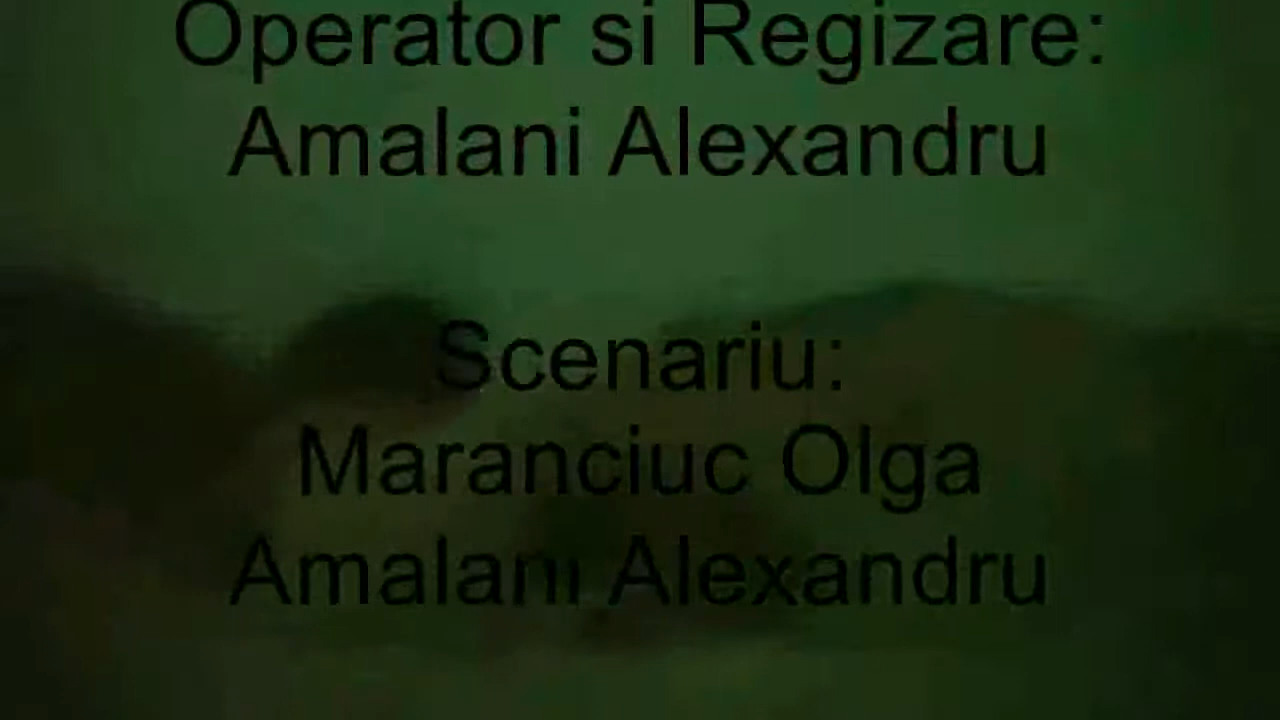 Operator si Regizare:
Amalani Alexandru
Scenariu:
Maranciuc Olga
Amalani Alexandru